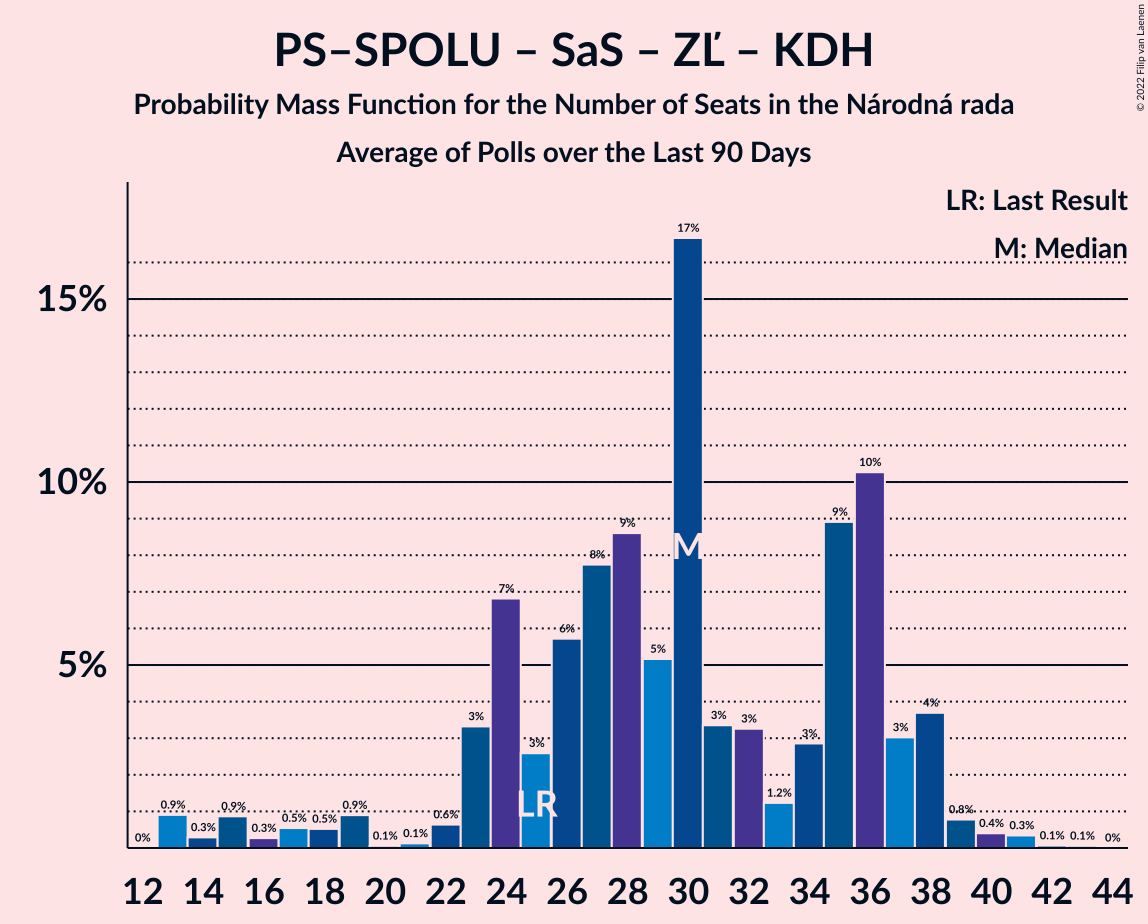 PS–SPOLU – SaS – ZĽ – KDH
Probability Mass Function for the Number of Seats in the Národná rada
Average of Polls over the Last 90 Days
© 2022 Filip van Laenen
LR: Last Result
M: Median
15%
10%
5%
0% 0.9% 0.3% 0.9% 0.3% 0.5% 0.5% 0.9% 0.1% 0.1% 0.6% 3% 7% 3% 6% 8% 9% 5% 17% 3% 3% 1.2% 3% 9% 10% 3% 4% 0.8% 0.4% 0.3% 0.1% 0.1% 0%
M
LR
12 14 16 18 20 22 24 26 28 30 32 34 36 38 40 42 44